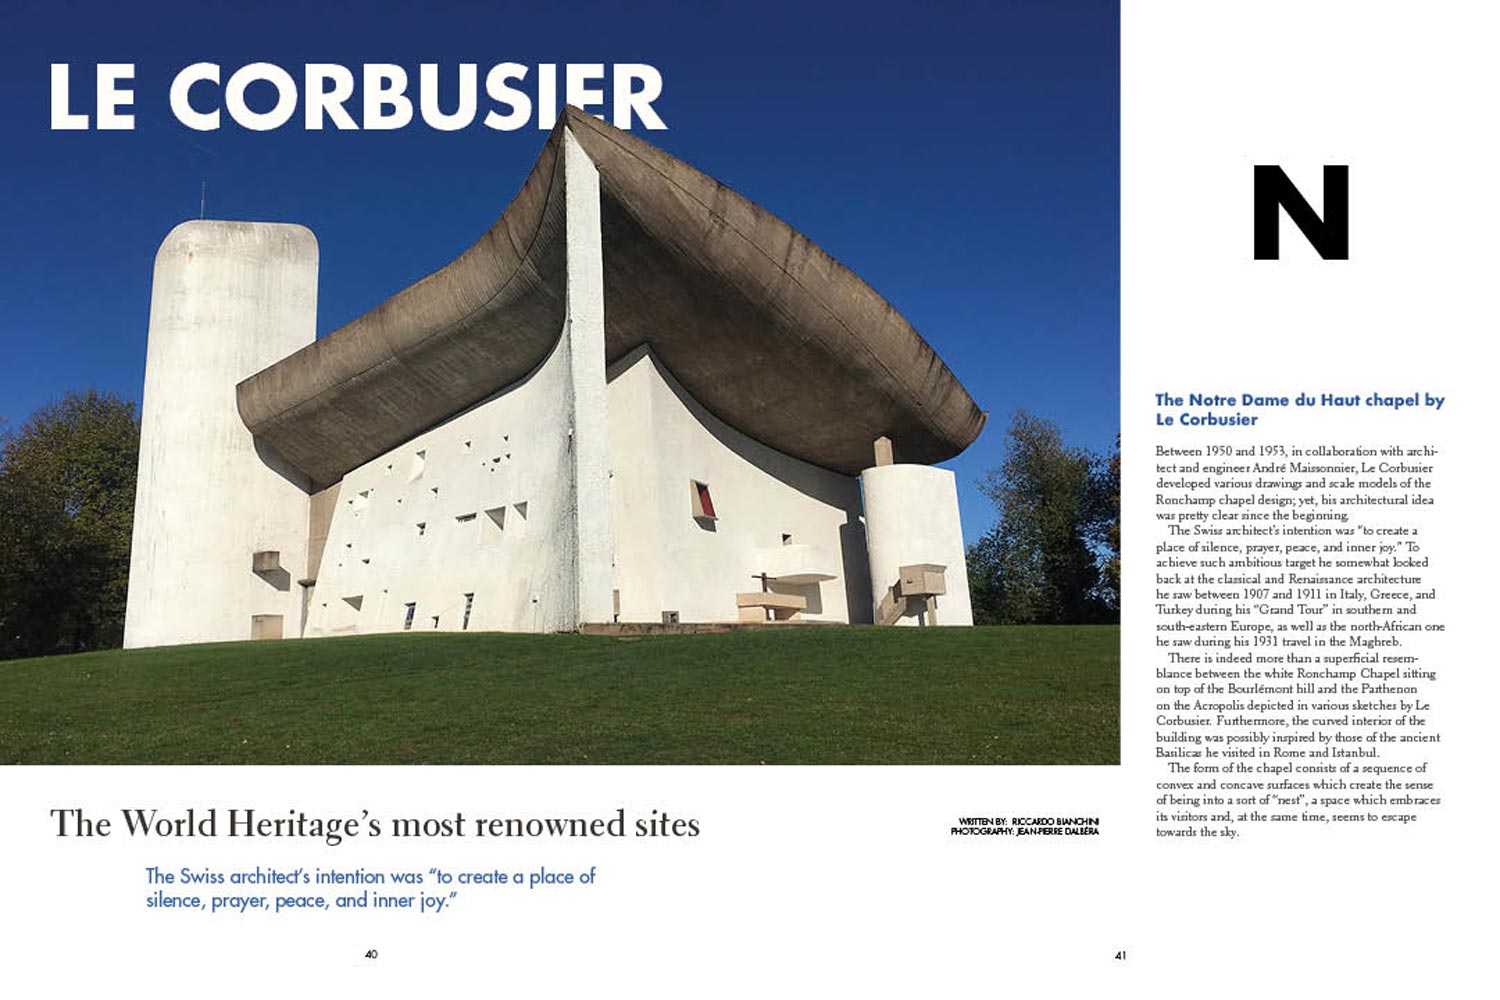 LE CORBUSIER
The World Heritage's most renowned sites
The Swiss architect's intention was "to create a place of
silence, prayer, peace, and inner joy."
WRITTEN BY: RICCARDO BIANCHINI
PHOTOGRAPHY: JEAN-PIERRE DALBÉRA
40
N
The Notre Dame du Haut chapel by
Le Corbusier
Between 1950 and 1953, in collaboration with archi-
tect and engineer André Maissonnier, Le Corbusier
developed various drawings and scale models of the
Ronchamp chapel design; yet, his architectural idea
was pretty clear since the beginning.
The Swiss architect's intention was "to create a
place of silence, prayer, peace, and inner joy." To
achieve such ambitious target he somewhat looked
back at the classical and Renaissance architecture
he saw between 1907 and 1911 in Italy, Greece, and
Turkey during his "Grand Tour" in southern and
south-eastern Europe, as well as the north-African one
he saw during his 1931 travel in the Maghreb.
There is indeed more than a superficial resem-
blance between the white Ronchamp Chapel sitting
on top of the Bourlémont hill and the Parthenon
on the Acropolis depicted in various sketches by Le
Corbusier. Furthermore, the curved interior of the
building was possibly inspired by those of the ancient
Basilicas he visited in Rome and Istanbul.
The form of the chapel consists of a sequence of
convex and concave surfaces which create the sense
of being into a sort of "nest", a space which embraces
its visitors and, at the same time, seems to escape
towards the sky.
41